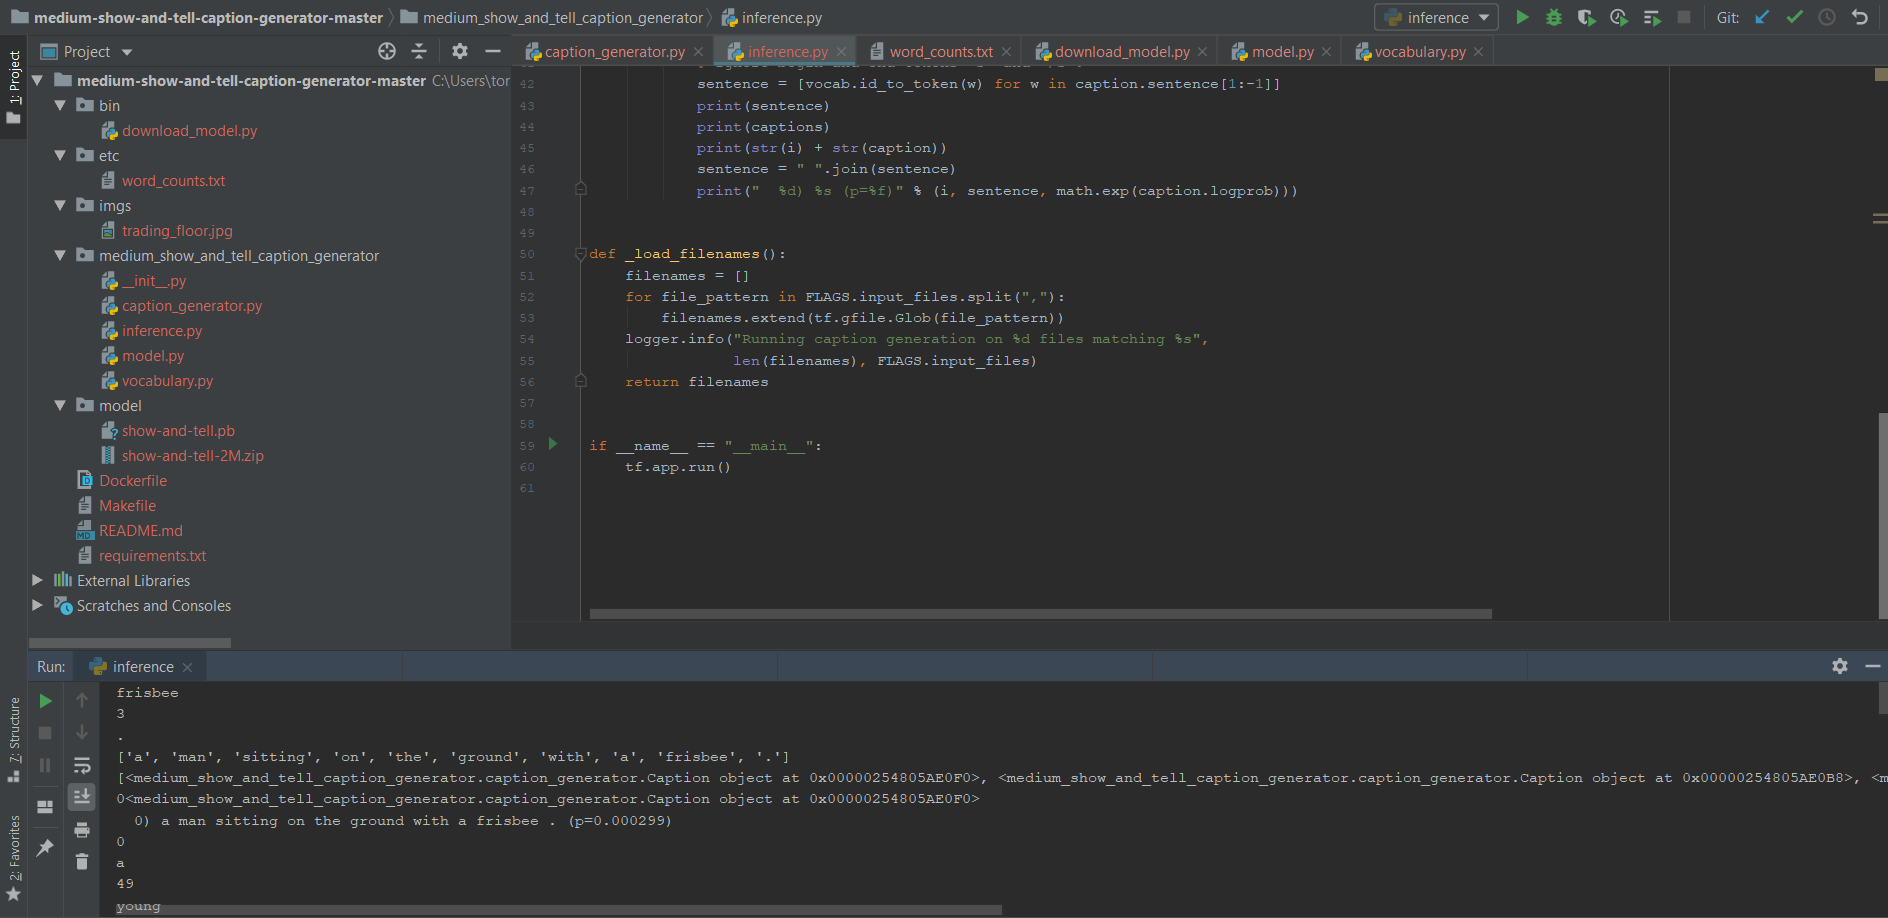 medium-show-and-tell-caption-generator-master
medium_show_and_tell_caption_generator
inference.py
inference
Git:
1: Project
Project
caption_generator.py
inference.py
word_counts.txt
download_model.py
model.py
vocabulary.py
medium-show-and-tell-caption-generator-master C:\Users\tor
bin
download_model.py
etc
word_counts.txt
imgs
trading_floor.jpg
medium_show_and_tell_caption_generator
__init__.py
caption_generator.py
inference.py
model.py
vocabulary.py
model
show-and-tell.pb
show-and-tell-2M.zip
Dockerfile
Makefile
README.md
requirements.txt
External Libraries
Scratches and Consoles
42 sentence = [vocab.id_to_token(w) for w in caption.sentence[1:-1]]
43 print(sentence)
44 print(captions)
45 print(str(i) + str(caption))
46 sentence = " ".join(sentence)
47 print("  %d) %s (p=%f)" % (i, sentence, math.exp(caption.logprob)))
48
49
50 def _load_filenames():
51 filenames = []
52 for file_pattern in FLAGS.input_files.split(","):
53 filenames.extend(tf.gfile.Glob(file_pattern))
54 logger.info("Running caption generation on %d files matching %s",
55 len(filenames), FLAGS.input_files)
56 return filenames
57
58
59 if __name__ == "__main__":
60 tf.app.run()
61
Run:
inference
7: Structure
2: Favorites
frisbee
3
.
['a', 'man', 'sitting', 'on', 'the', 'ground', 'with', 'a', 'frisbee', '.']
[<medium_show_and_tell_caption_generator.caption_generator.Caption object at 0x00000254805AE0F0>, <medium_show_and_tell_caption_generator.caption_generator.Caption object at 0x00000254805AE0B8>, <m
0<medium_show_and_tell_caption_generator.caption_generator.Caption object at 0x00000254805AE0F0>
0) a man sitting on the ground with a frisbee . (p=0.000299)
0
a
49
young